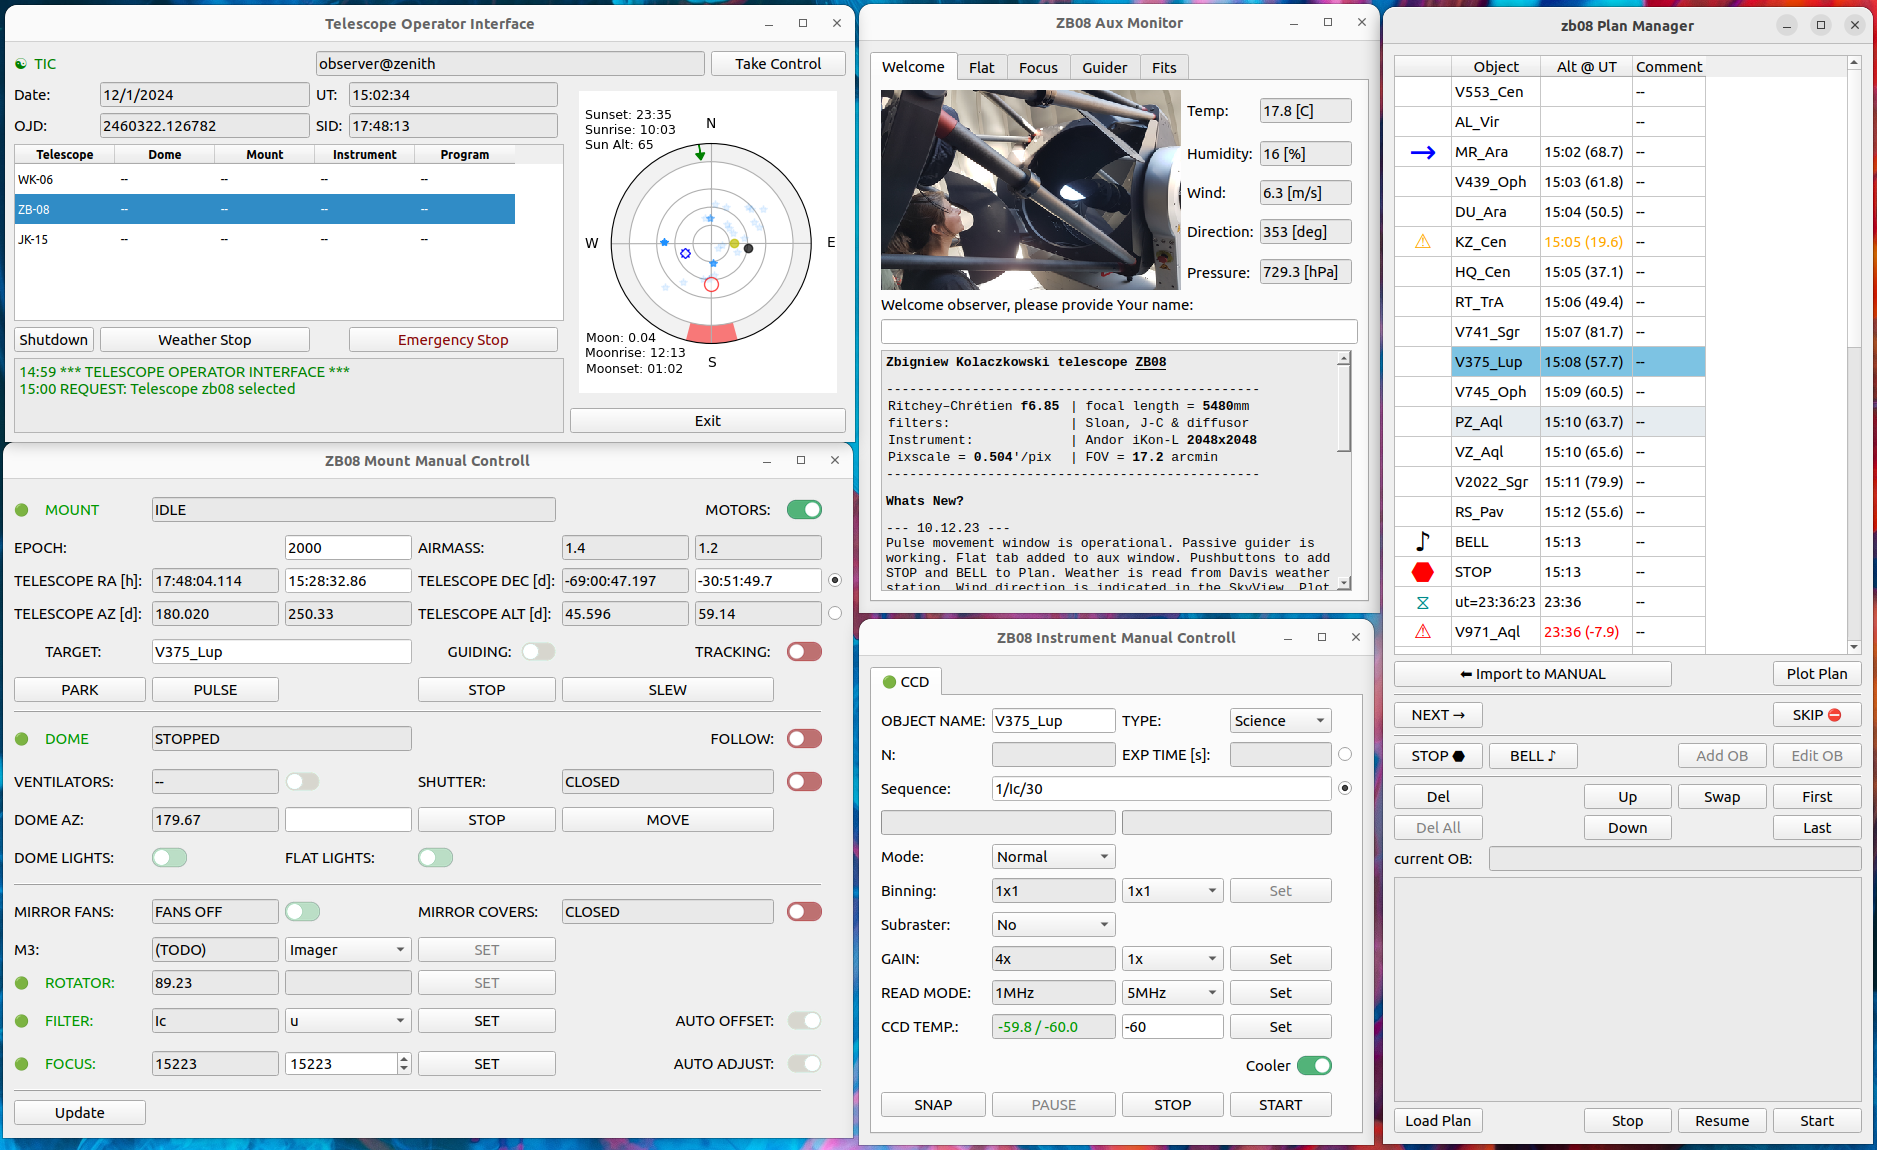 Telescope Operator Interface
TIC
observer@zenith
Take Control
Date:
12/1/2024
UT:
15:02:34
OJD:
2460322.126782
SID:
17:48:13
Telescope Dome Mount Instrument Program
WK-06 -- -- -- --
ZB-08 -- -- -- --
JK-15 -- -- -- --
Shutdown
Weather Stop
Emergency Stop
14:59 *** TELESCOPE OPERATOR INTERFACE ***
15:00 REQUEST: Telescope zb08 selected
Sunset: 23:35
Sunrise: 10:03
Sun Alt: 65
N
W
E
S
Moon: 0.04
Moonrise: 12:13
Moonset: 01:02
Exit
ZB08 Mount Manual Controll
MOUNT IDLE MOTORS:
EPOCH: 2000 AIRMASS: 1.4 1.2
TELESCOPE RA [h]: 17:48:04.114 15:28:32.86 TELESCOPE DEC [d]: -69:00:47.197 -30:51:49.7
TELESCOPE AZ [d]: 180.020 250.33 TELESCOPE ALT [d]: 45.596 59.14
TARGET: V375_Lup GUIDING: TRACKING:
PARK PULSE STOP SLEW
DOME STOPPED FOLLOW:
VENTILATORS: -- SHUTTER: CLOSED
DOME AZ: 179.67 STOP MOVE
DOME LIGHTS: FLAT LIGHTS:
MIRROR FANS: FANS OFF MIRROR COVERS: CLOSED
M3: (TODO) Imager SET
ROTATOR: 89.23 SET
FILTER: Ic u SET AUTO OFFSET:
FOCUS: 15223 15223 SET AUTO ADJUST:
Update
ZB08 Aux Monitor
Welcome Flat Focus Guider Fits
Temp: 17.8 [C]
Humidity: 16 [%]
Wind: 6.3 [m/s]
Direction: 353 [deg]
Pressure: 729.3 [hPa]
Welcome observer, please provide Your name:
Zbigniew Kolaczkowski telescope ZB08
------------------------------------------------
Ritchey–Chrétien f6.85 | focal length = 5480mm
filters: | Sloan, J-C & diffusor
Instrument: | Andor iKon-L 2048x2048
Pixscale = 0.504'/pix | FOV = 17.2 arcmin
------------------------------------------------
Whats New?
--- 10.12.23 ---
Pulse movement window is operational. Passive guider is
working. Flat tab added to aux window. Pushbuttons to add
STOP and BELL to Plan. Weather is read from Davis weather
station. Wind direction is indicated in the SkyView. Plot
ZB08 Instrument Manual Controll
CCD
OBJECT NAME: V375_Lup TYPE: Science
N: EXP TIME [s]:
Sequence: 1/Ic/30
Mode: Normal
Binning: 1x1 1x1 Set
Subraster: No
GAIN: 4x 1x Set
READ MODE: 1MHz 5MHz Set
CCD TEMP.: -59.8 / -60.0 -60 Set
Cooler
SNAP PAUSE STOP START
zb08 Plan Manager
Object Alt @ UT Comment
V553_Cen --
AL_Vir --
→ MR_Ara 15:02 (68.7) --
V439_Oph 15:03 (61.8) --
DU_Ara 15:04 (50.5) --
⚠ KZ_Cen 15:05 (19.6) --
HQ_Cen 15:05 (37.1) --
RT_TrA 15:06 (49.4) --
V741_Sgr 15:07 (81.7) --
V375_Lup 15:08 (57.7) --
V745_Oph 15:09 (60.5) --
PZ_Aql 15:10 (63.7) --
VZ_Aql 15:10 (65.6) --
V2022_Sgr 15:11 (79.9) --
RS_Pav 15:12 (55.6) --
♪ BELL 15:13 --
STOP 15:13 --
ut=23:36:23 23:36 --
⚠ V971_Aql 23:36 (-7.9) --
⬅ Import to MANUAL Plot Plan
NEXT → SKIP ⛔
STOP ⬣ BELL ♪ Add OB Edit OB
Del Up Swap First
Del All Down Last
current OB:
Load Plan Stop Resume Start